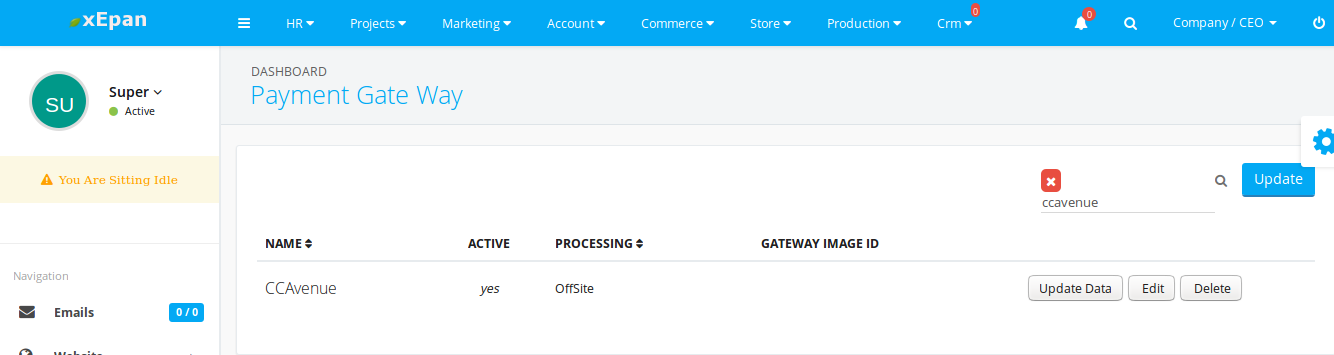 xEpan
HR Projects Marketing Account Commerce Store Production Crm 0 0 Company / CEO
SU
Super
Active
You Are Sitting Idle
Navigation
Emails 0 / 0
Website
DASHBOARD
Payment Gate Way
ccavenue
Update
NAME ACTIVE PROCESSING GATEWAY IMAGE ID
CCAvenue yes OffSite Update Data Edit Delete